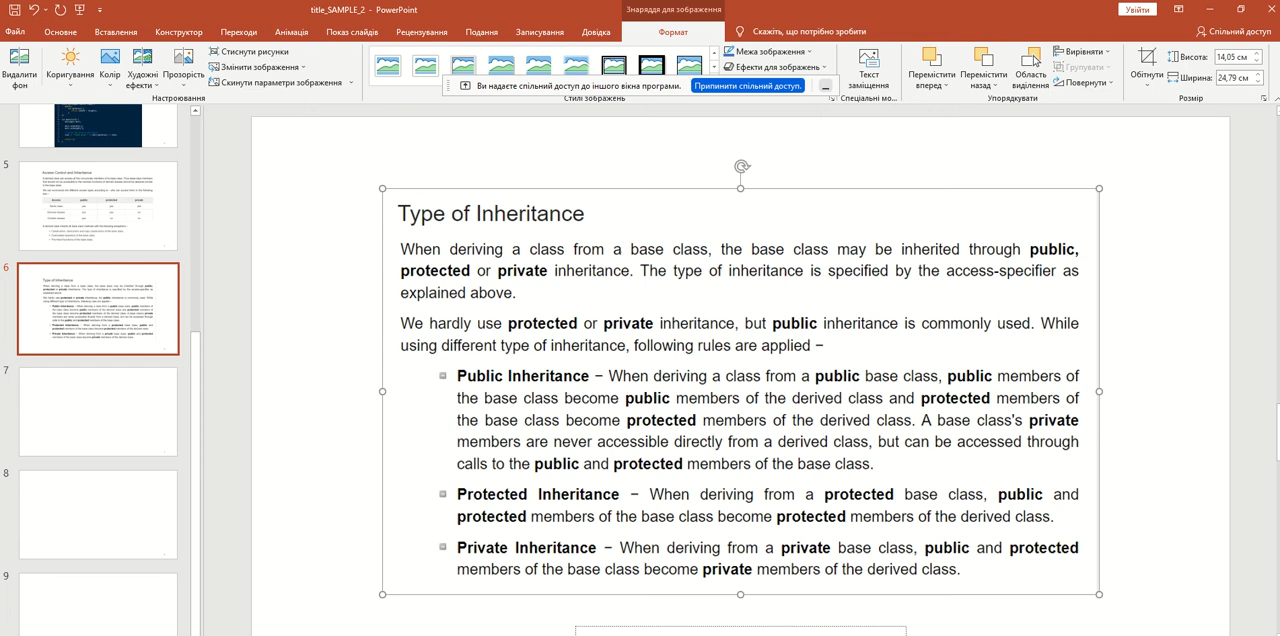 title_SAMPLE_2 - PowerPoint
Знаряддя для зображення
Увійти
Файл Основне Вставлення Конструктор Переходи Анімація Показ слайдів Рецензування Подання Записування Довідка Формат Скажіть, що потрібно зробити Спільний доступ
Видалити фон
Коригування
Колір
Художні ефекти
Прозорість
Стиснути рисунки
Змінити зображення
Скинути параметри зображення
Настроювання
Межа зображення
Ефекти для зображень
Стилі зображення
Ви надаєте спільний доступ до іншого вікна програми.
Припинити спільний доступ.
Текст заміщення
Спеціальні мо...
Перемістити вперед
Перемістити назад
Область виділення
Вирівняти
Групувати
Повернути
Упорядкувати
Обітнути
Висота: 14,05 см
Ширина: 24,79 см
Розмір
5
Access Control and Inheritance
6
Type of Inheritance
7
8
9
Type of Inheritance
When deriving a class from a base class, the base class may be inherited through public,
protected or private inheritance. The type of inheritance is specified by the access-specifier as
explained above.
We hardly use protected or private inheritance, but public inheritance is commonly used. While
using different type of inheritance, following rules are applied −
Public Inheritance − When deriving a class from a public base class, public members of
the base class become public members of the derived class and protected members of
the base class become protected members of the derived class. A base class's private
members are never accessible directly from a derived class, but can be accessed through
calls to the public and protected members of the base class.
Protected Inheritance − When deriving from a protected base class, public and
protected members of the base class become protected members of the derived class.
Private Inheritance − When deriving from a private base class, public and protected
members of the base class become private members of the derived class.